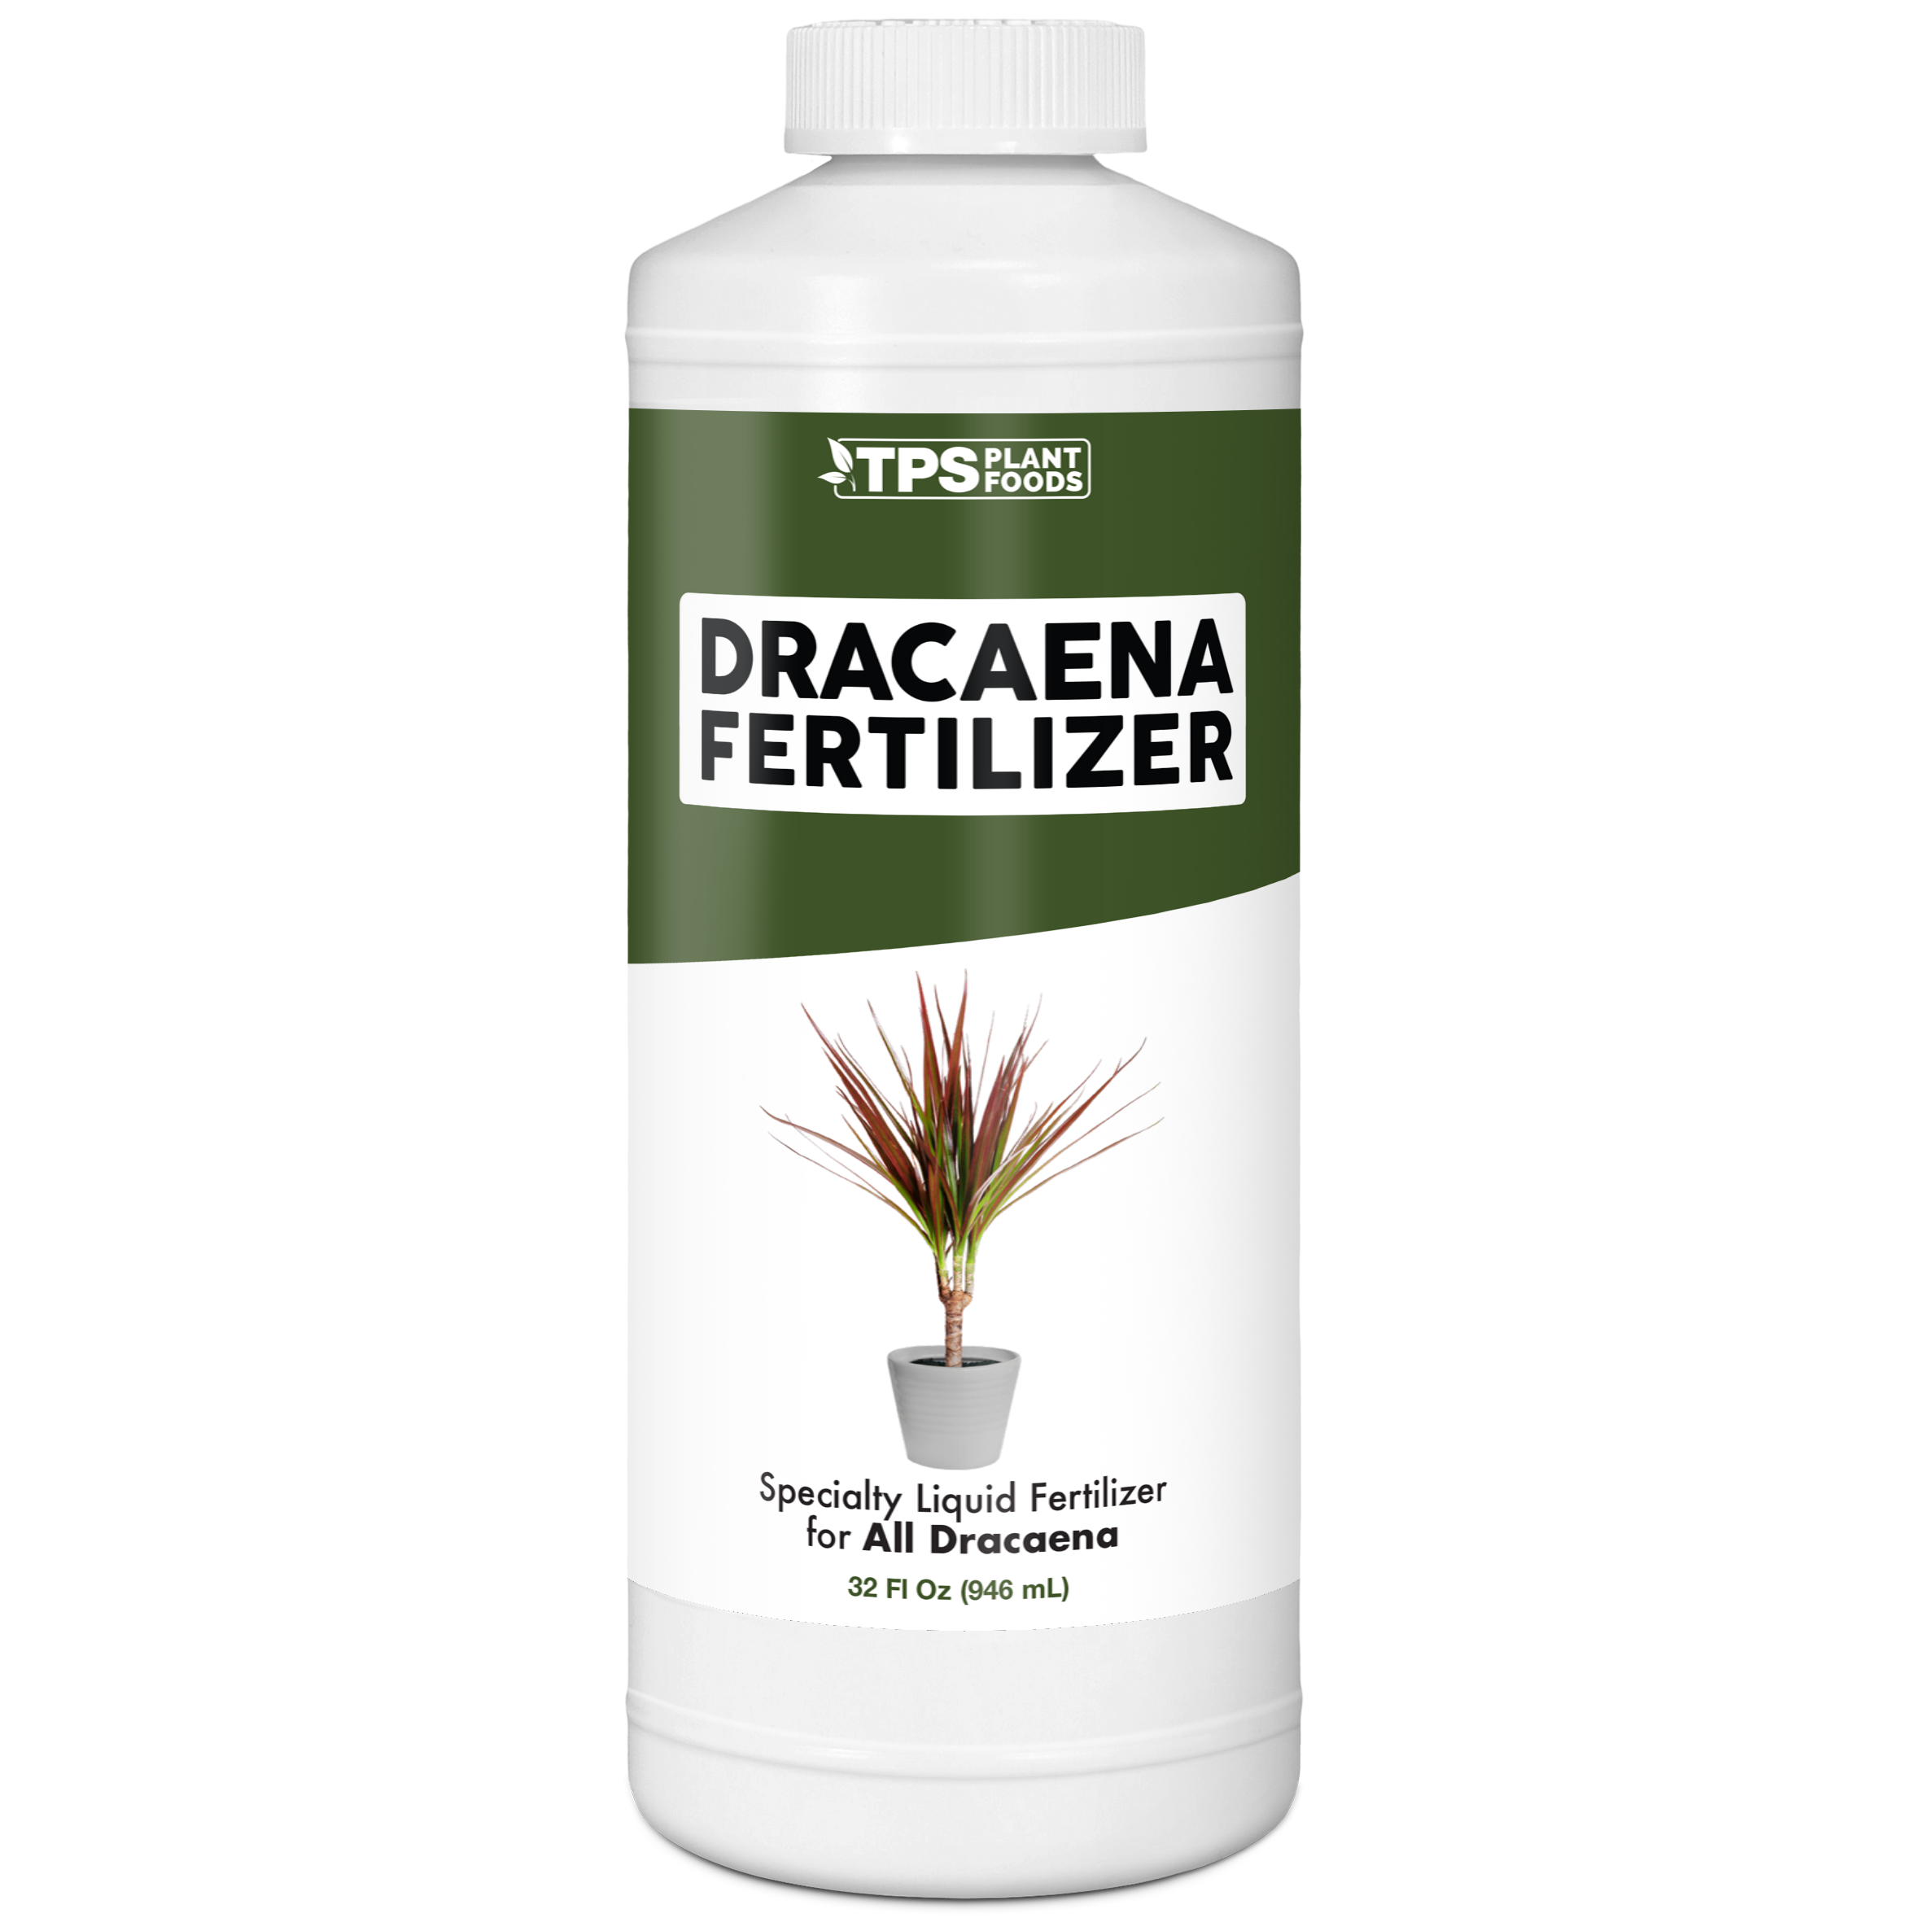 TPS PLANT FOODS
DRACAENA
FERTILIZER
Specialty Liquid Fertilizer
for All Dracaena
32 Fl Oz (946 mL)